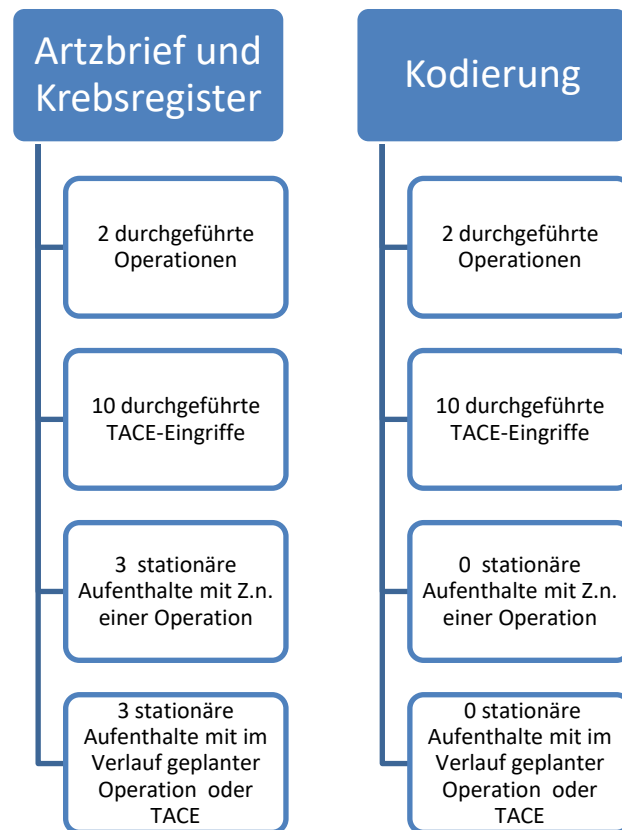 Artzbrief und
Krebsregister
2 durchgeführte
Operationen
10 durchgeführte
TACE-Eingriffe
3 stationäre
Aufenthalte mit Z.n.
einer Operation
3 stationäre
Aufenthalte mit im
Verlauf geplanter
Operation oder
TACE
Kodierung
2 durchgeführte
Operationen
10 durchgeführte
TACE-Eingriffe
0 stationäre
Aufenthalte mit Z.n.
einer Operation
0 stationäre
Aufenthalte mit im
Verlauf geplanter
Operation oder
TACE